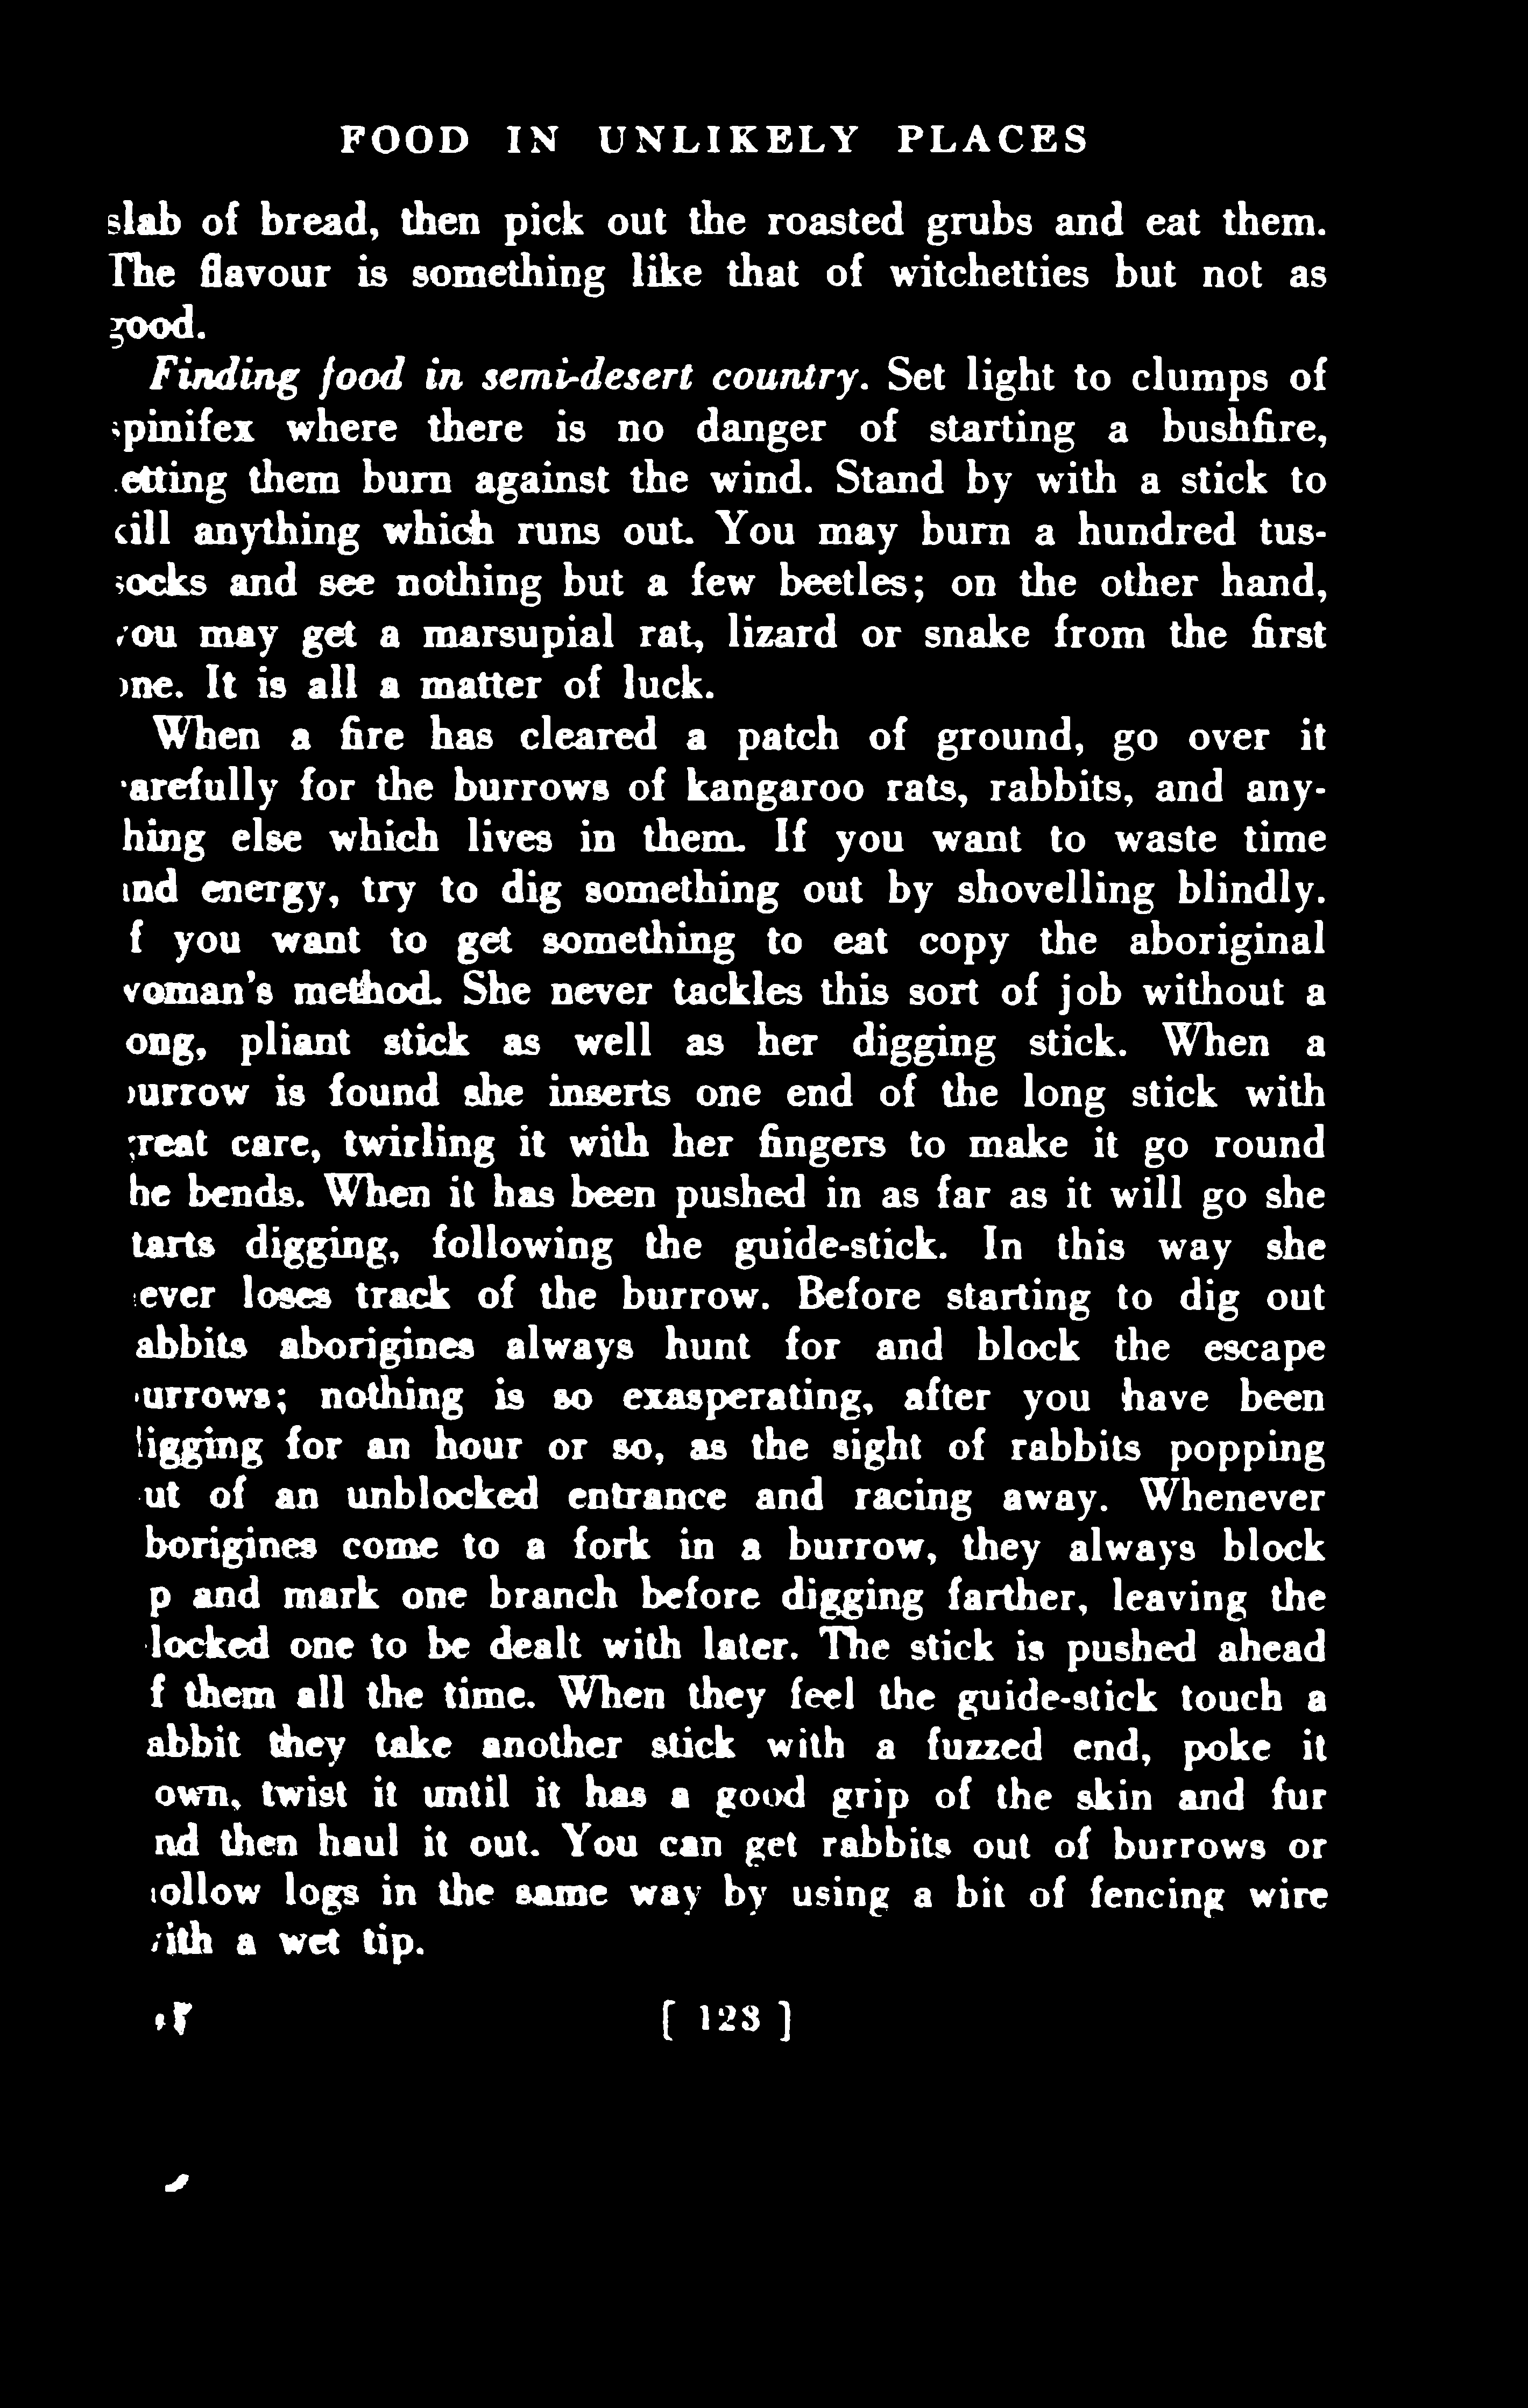 FOOD IN UNLIKELY PLACES
slab of bread, then pick out the roasted grubs and eat them.
The flavour is something like that of witchetties but not as
good.
Finding food in semi-desert country. Set light to clumps of
spinifex where there is no danger of starting a bushfire,
etting them burn against the wind. Stand by with a stick to
kill anything which runs out. You may burn a hundred tus-
socks and see nothing but a few beetles; on the other hand,
you may get a marsupial rat, lizard or snake from the first
one. It is all a matter of luck.
When a fire has cleared a patch of ground, go over it
arefully for the burrows of kangaroo rats, rabbits, and any-
hing else which lives in them. If you want to waste time
and energy, try to dig something out by shovelling blindly.
f you want to get something to eat copy the aboriginal
woman's method. She never tackles this sort of job without a
ong, pliant stick as well as her digging stick. When a
burrow is found she inserts one end of the long stick with
great care, twirling it with her fingers to make it go round
he bends. When it has been pushed in as far as it will go she
tarts digging, following the guide-stick. In this way she
ever loses track of the burrow. Before starting to dig out
abbits aborigines always hunt for and block the escape
urrows; nothing is so exasperating, after you have been
digging for an hour or so, as the sight of rabbits popping
ut of an unblocked entrance and racing away. Whenever
borigines come to a fork in a burrow, they always block
p and mark one branch before digging farther, leaving the
locked one to be dealt with later. The stick is pushed ahead
f them all the time. When they feel the guide-stick touch a
abbit they take another stick with a fuzzed end, poke it
own, twist it until it has a good grip of the skin and fur
nd then haul it out. You can get rabbits out of burrows or
hollow logs in the same way by using a bit of fencing wire
with a wet tip.
[ 123 ]